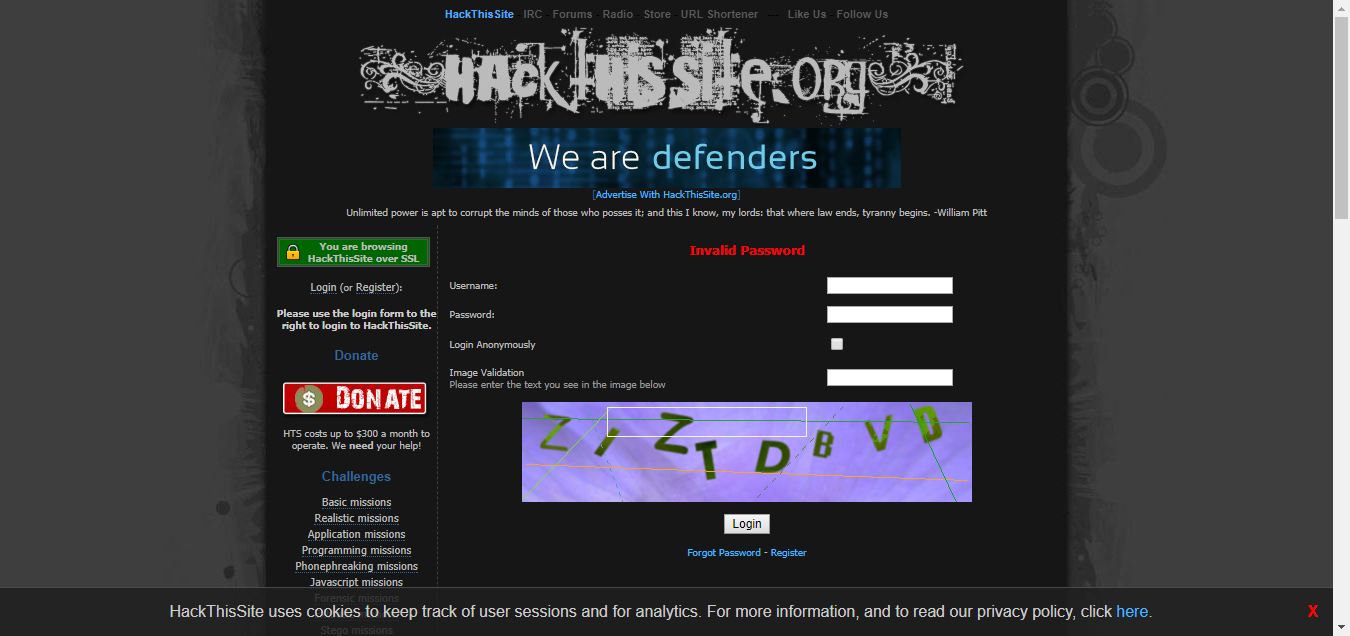 HackThisSite IRC Forums Radio Store URL Shortener — Like Us Follow Us
HackThisSite.org
We are defenders
[Advertise With HackThisSite.org]
Unlimited power is apt to corrupt the minds of those who posses it; and this I know, my lords: that where law ends, tyranny begins. -William Pitt
You are browsing
HackThisSite over SSL
Login (or Register):
Please use the login form to the
right to login to HackThisSite.
Donate
$ DONATE
HTS costs up to $300 a month to
operate. We need your help!
Challenges
Basic missions
Realistic missions
Application missions
Programming missions
Phonephreaking missions
Javascript missions
Forensic missions
Stego missions
Invalid Password
Username:
Password:
Login Anonymously
Image Validation
Please enter the text you see in the image below
Login
Forgot Password - Register
HackThisSite uses cookies to keep track of user sessions and for analytics. For more information, and to read our privacy policy, click here.
X